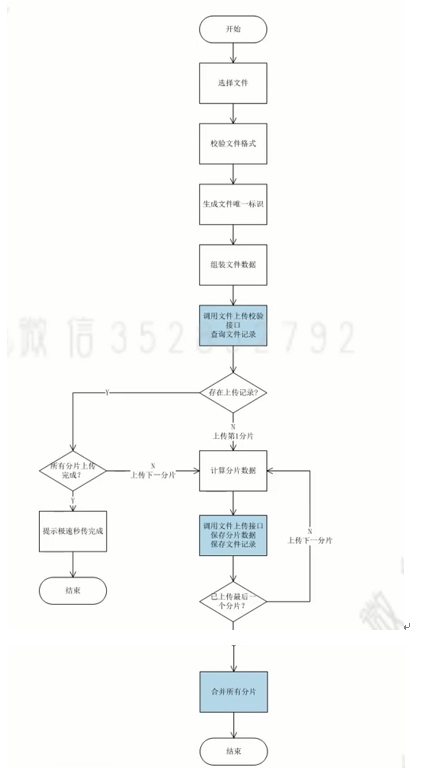 开始
选择文件
校验文件格式
生成文件唯一标识
组装文件数据
调用文件上传校验
接口
查询文件记录
存在上传记录?
Y
N
上传第1分片
所有分片上传
完成?
N
上传下一分片
计算分片数据
Y
提示极速秒传完成
调用文件上传接口
保存分片数据
保存文件记录
N
上传下一分片
结束
已上传最后一
个分片?
合并所有分片
结束